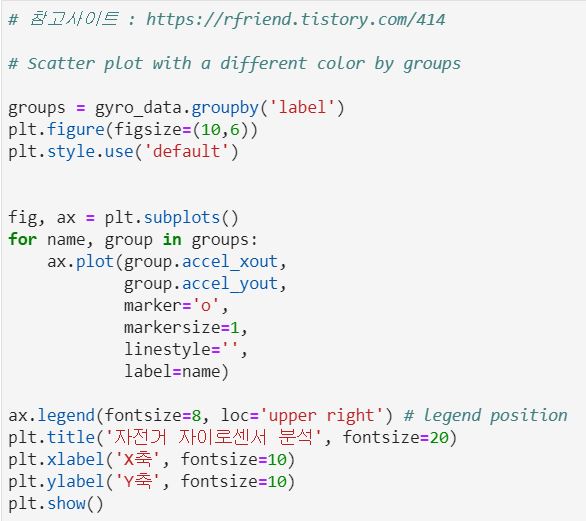 # 참고사이트 : https://rfriend.tistory.com/414
# Scatter plot with a different color by groups
groups = gyro_data.groupby('label')
plt.figure(figsize=(10,6))
plt.style.use('default')
fig, ax = plt.subplots()
for name, group in groups:
    ax.plot(group.accel_xout,
            group.accel_yout,
            marker='o',
            markersize=1,
            linestyle='',
            label=name)
ax.legend(fontsize=8, loc='upper right') # legend position
plt.title('자전거 자이로센서 분석', fontsize=20)
plt.xlabel('X축', fontsize=10)
plt.ylabel('Y축', fontsize=10)
plt.show()